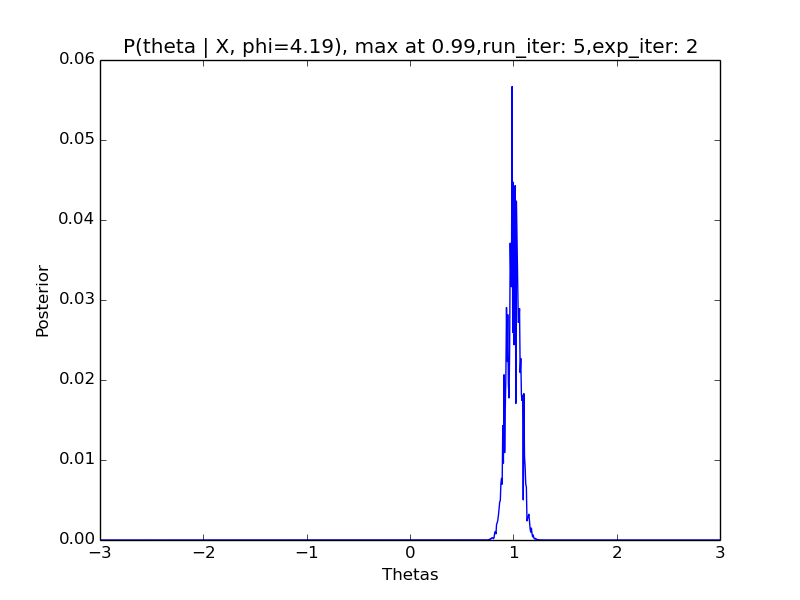 P(theta | X, phi=4.19), max at 0.99,run_iter: 5,exp_iter: 2
0.06
0.05
0.04
0.03
0.02
0.01
0.00
Posterior
−3 −2 −1 0 1 2 3
Thetas